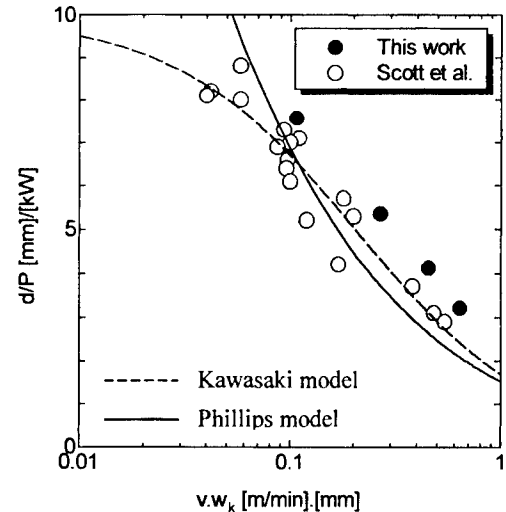 10
This work
Scott et al.
d/P [mm]/[kW]
5
Kawasaki model
Phillips model
0
0.01
0.1
1
v.wk [m/min].[mm]